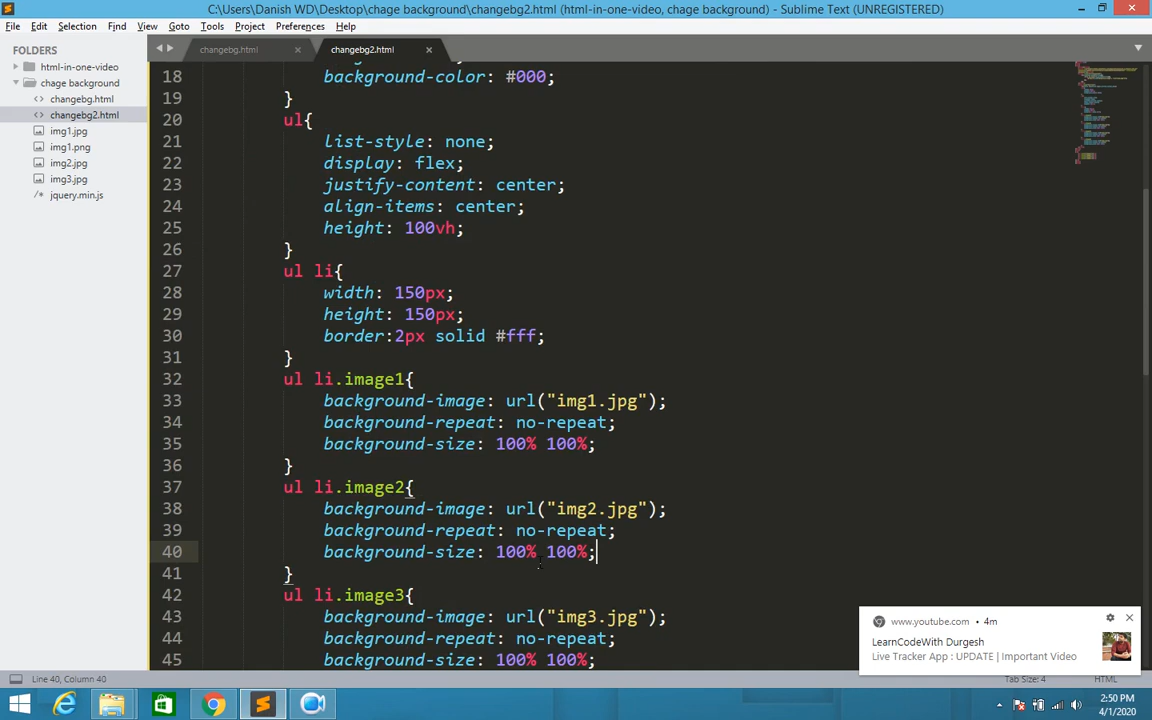 C:\Users\Danish WD\Desktop\chage background\changebg2.html (html-in-one-video, chage background) - Sublime Text (UNREGISTERED)
File Edit Selection Find View Goto Tools Project Preferences Help
FOLDERS
html-in-one-video
chage background
changebg.html
changebg2.html
img1.jpg
img1.png
img2.jpg
img3.jpg
jquery.min.js
changebg.html
changebg2.html
18 background-color: #000;
19 }
20 ul{
21 list-style: none;
22 display: flex;
23 justify-content: center;
24 align-items: center;
25 height: 100vh;
26 }
27 ul li{
28 width: 150px;
29 height: 150px;
30 border:2px solid #fff;
31 }
32 ul li.image1{
33 background-image: url("img1.jpg");
34 background-repeat: no-repeat;
35 background-size: 100% 100%;
36 }
37 ul li.image2{
38 background-image: url("img2.jpg");
39 background-repeat: no-repeat;
40 background-size: 100% 100%;
41 }
42 ul li.image3{
43 background-image: url("img3.jpg");
44 background-repeat: no-repeat;
45 background-size: 100% 100%;
www.youtube.com • 4m
LearnCodeWith Durgesh
Live Tracker App : UPDATE | Important Video
Line 40, Column 40
Tab Size: 4
HTML
2:50 PM
4/1/2020